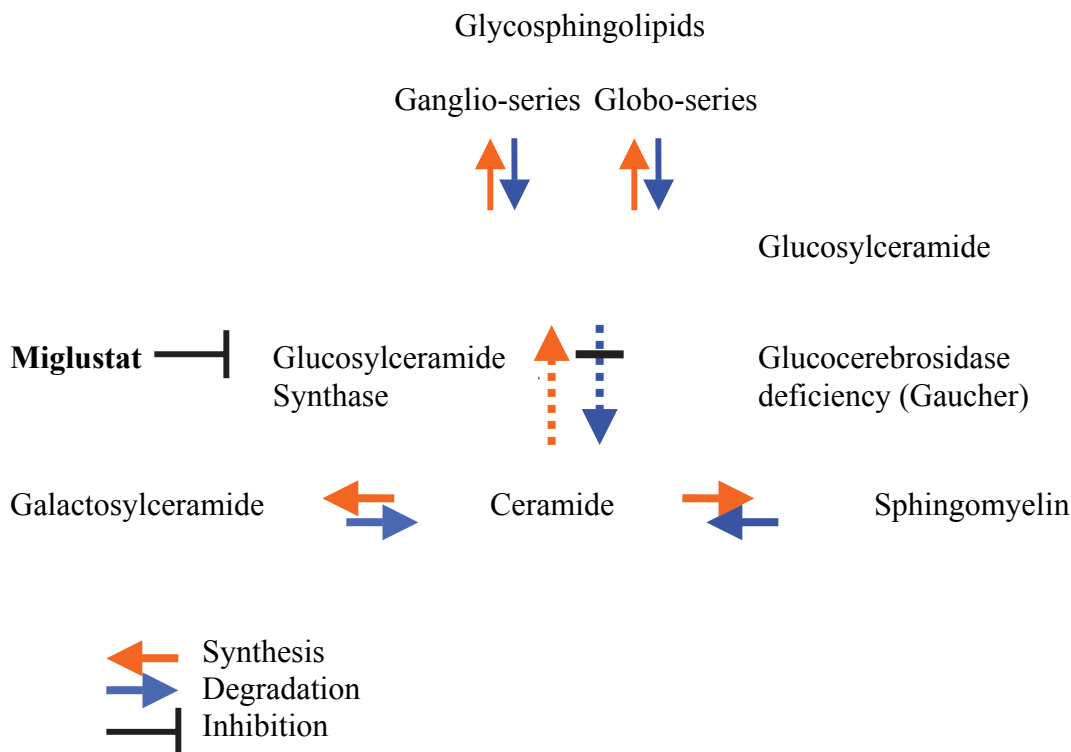 Glycosphingolipids
Ganglio-series Globo-series
Glucosylceramide
Miglustat
Glucosylceramide
Synthase
Glucocerebrosidase
deficiency (Gaucher)
Galactosylceramide
Ceramide
Sphingomyelin
Synthesis
Degradation
Inhibition